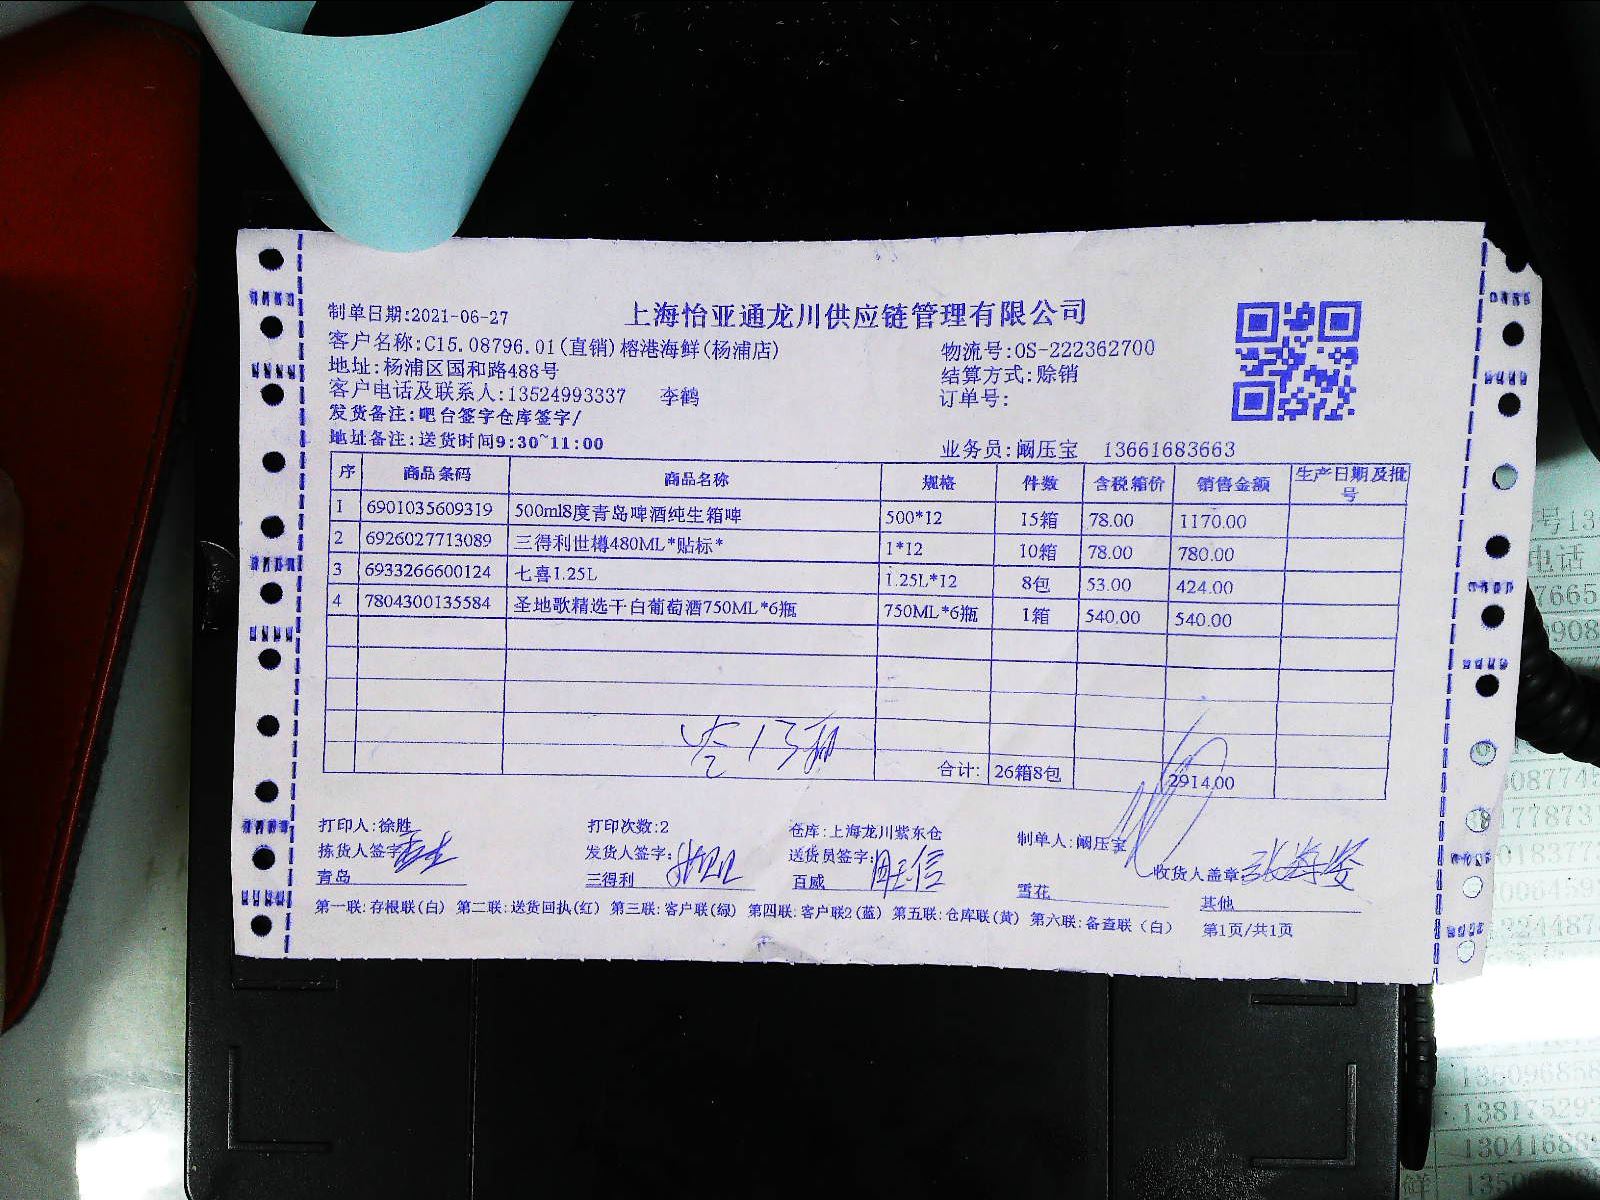 上海怡亚通龙川供应链管理有限公司
制单日期:2021-06-27
客户名称:C15.08796.01(直销)榕港海鲜(杨浦店) 物流号:OS-222362700
地址:杨浦区国和路488号 结算方式:赊销
客户电话及联系人:13524993337 李鹤 订单号:
发货备注:吧台签字仓库签字/
地址备注:送货时间9:30~11:00 业务员:阚压宝 13661683663
序 商品条码 商品名称 规格 件数 含税箱价 销售金额 生产日期及批号
1 6901035609319 500ml8度青岛啤酒纯生箱啤 500*12 15箱 78.00 1170.00
2 6926027713089 三得利世樽480ML*贴标* 1*12 10箱 78.00 780.00
3 6933266600124 七喜1.25L 1.25L*12 8包 53.00 424.00
4 7804300135584 圣地歌精选干白葡萄酒750ML*6瓶 750ML*6瓶 1箱 540.00 540.00
合计: 26箱8包 2914.00
打印人:徐胜 打印次数:2 仓库:上海龙川紫东仓 制单人:阚压宝
拣货人签字 发货人签字: 送货员签字: 收货人盖章
青岛 三得利 百威 雪花 其他
第一联:存根联(白) 第二联:送货回执(红) 第三联:客户联(绿) 第四联:客户联2(蓝) 第五联:仓库联(黄) 第六联:备查联(白) 第1页/共1页